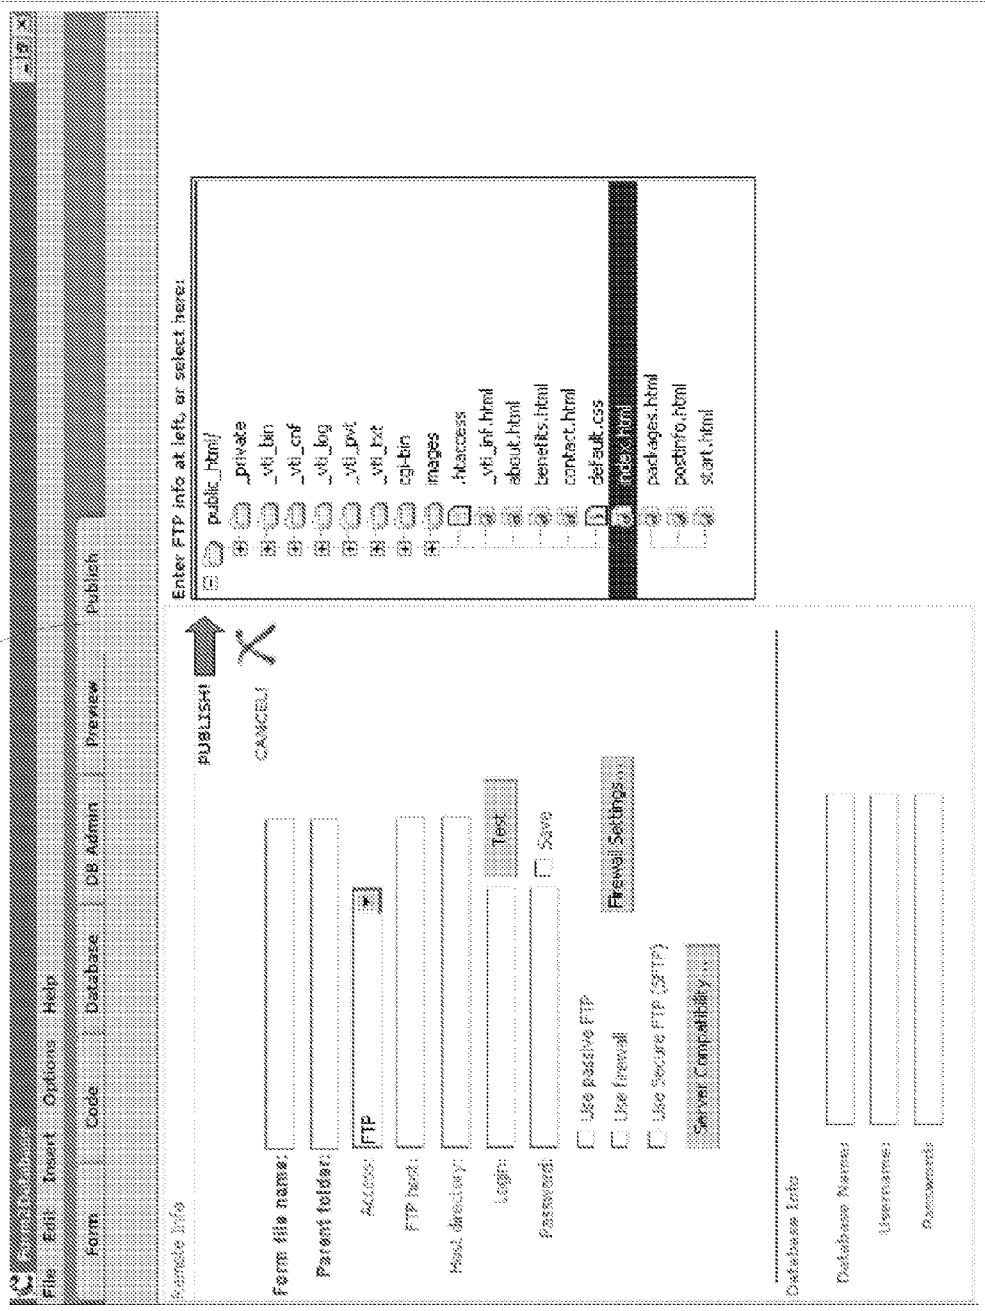 File Edit Insert Options Help
Form Code Database DB Admin Preview Publish
Remote Info
PUBLISH!
CANCEL!
Form file name:
Parent folder:
Access: FTP
FTP host:
Host directory:
Login: Test
Password: Save
Use passive FTP
Use firewall Firewall Settings...
Use Secure FTP (SFTP)
Server Compatibility...
Database Info
Database Name:
Username:
Password:
Enter FTP info at left, or select here:
public_html/
_private
_vti_bin
_vti_cnf
_vti_log
_vti_pvt
_vti_txt
cgi-bin
images
.htaccess
_vti_inf.html
about.html
benefits.html
contact.html
default.css
index.html
packages.html
postinfo.html
start.html